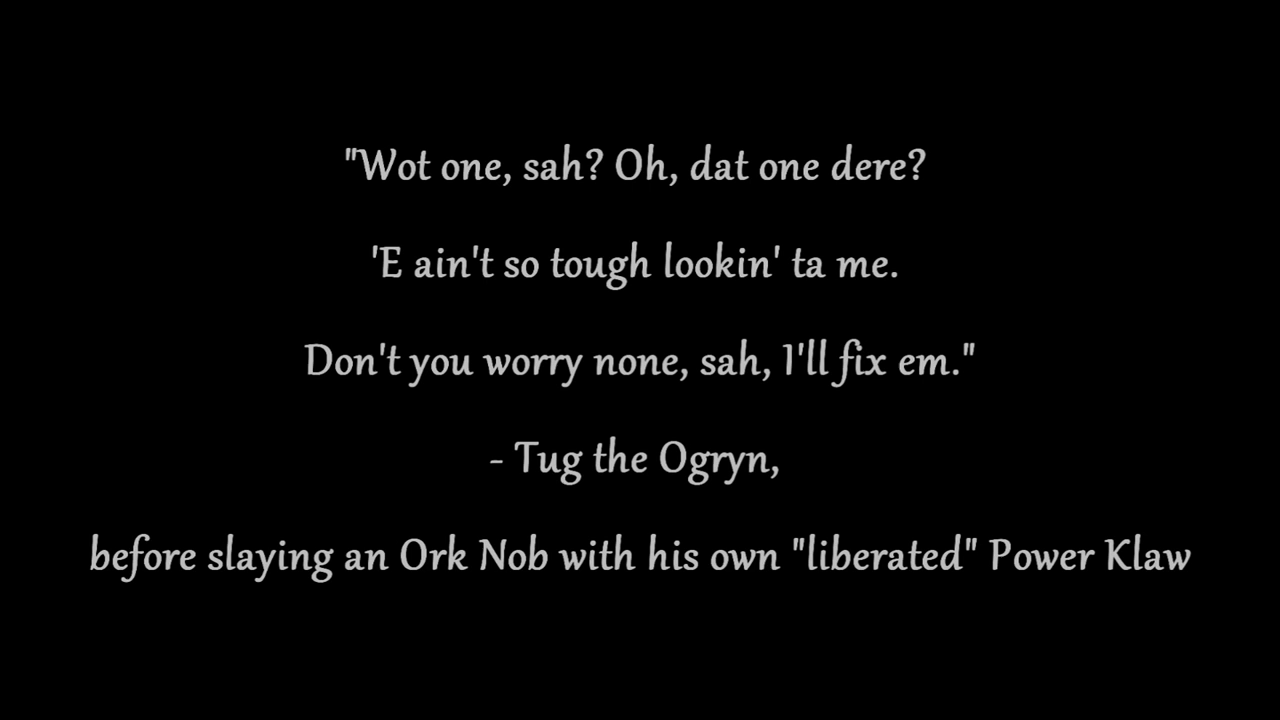 "Wot one, sah? Oh, dat one dere?
'E ain't so tough lookin' ta me.
Don't you worry none, sah, I'll fix em."
- Tug the Ogryn,
before slaying an Ork Nob with his own "liberated" Power Klaw